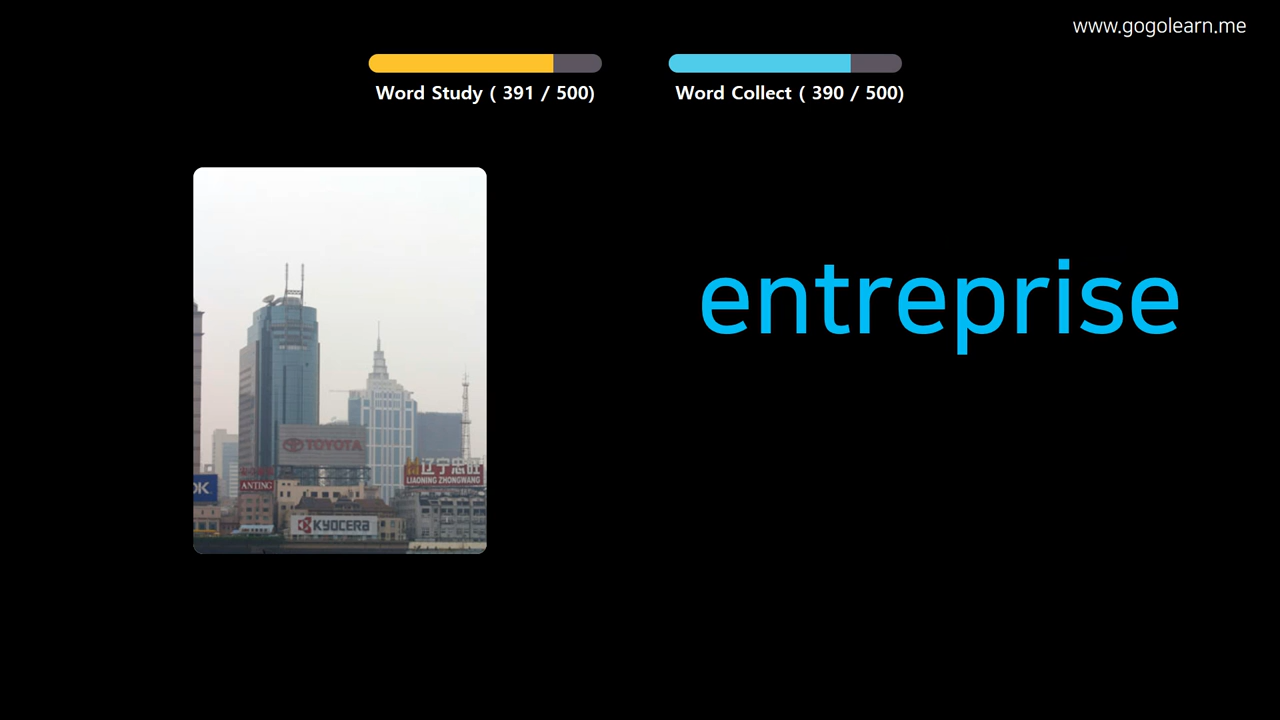 www.gogolearn.me
Word Study ( 391 / 500)
Word Collect ( 390 / 500)
entreprise
TOYOTA
辽宁忠旺
LIAONING ZHONGWANG
ANTING
OK
KYOCERA